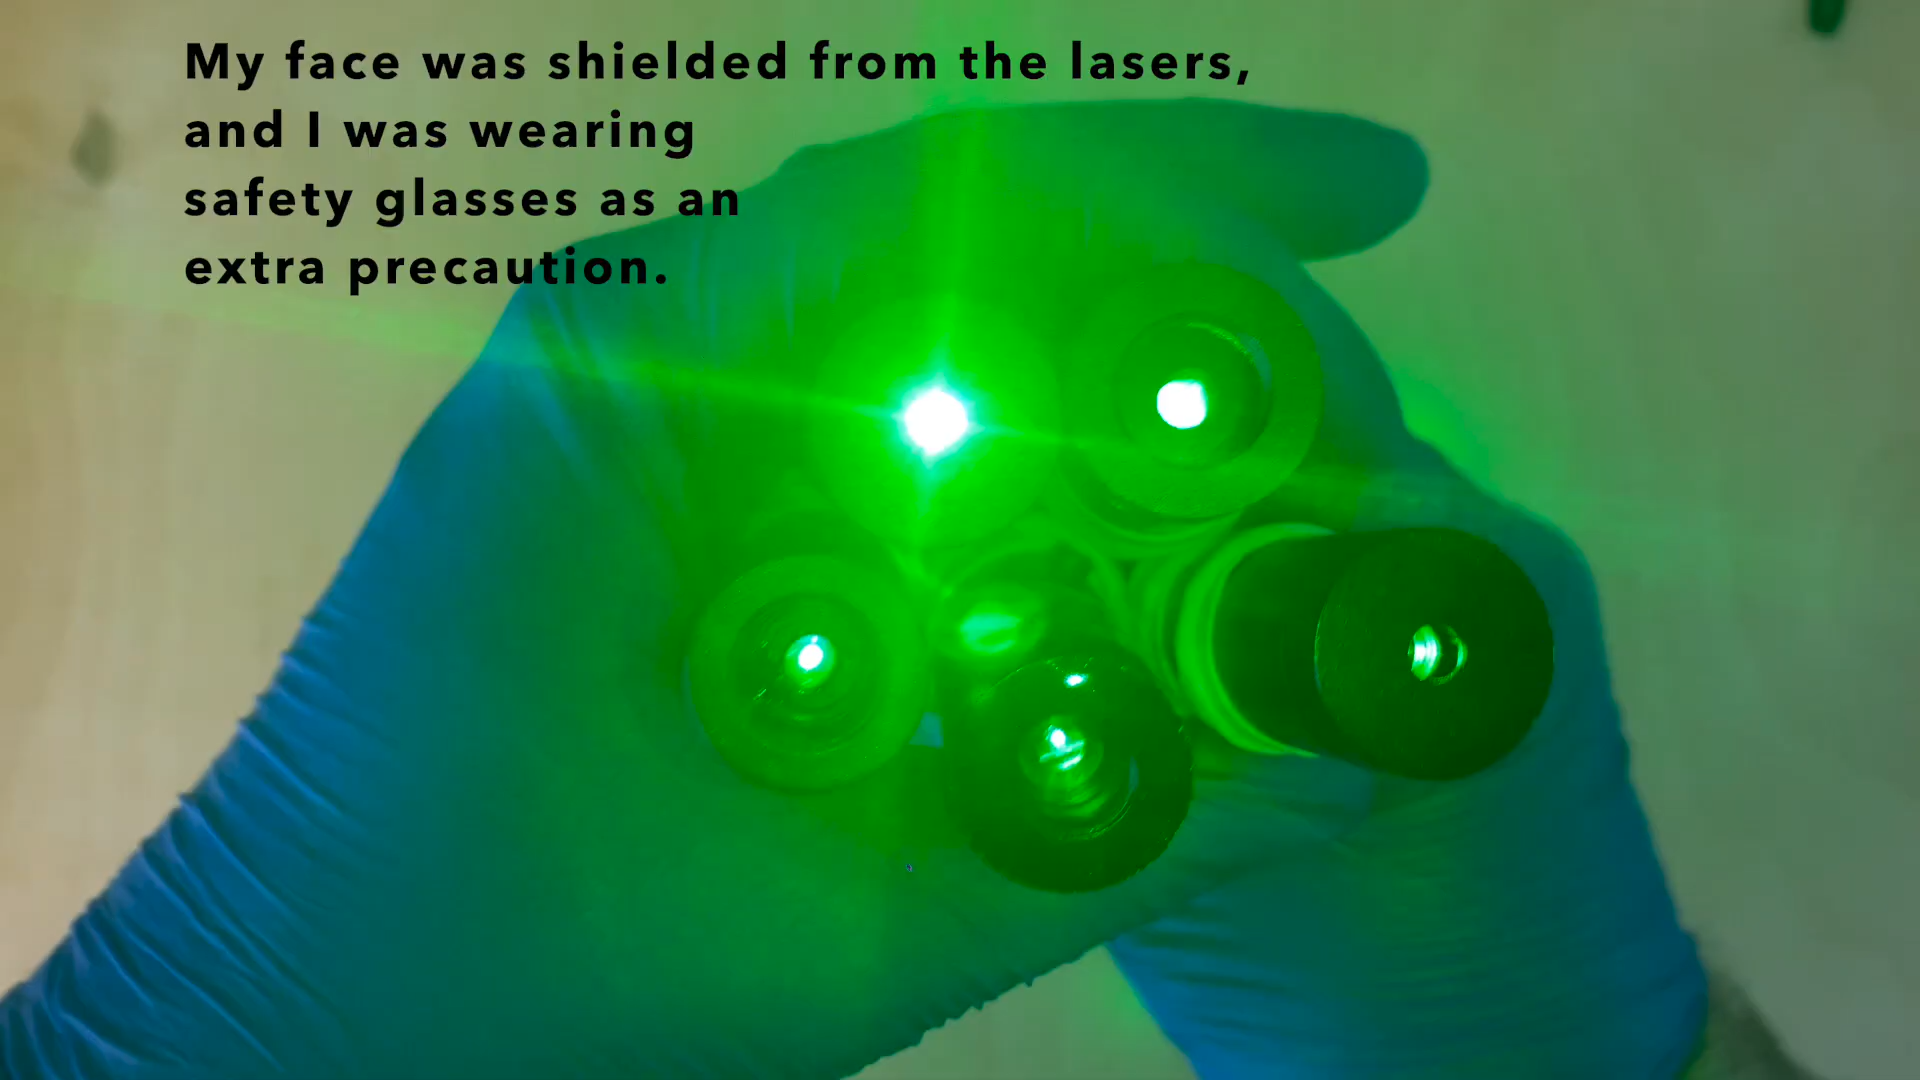 My face was shielded from the lasers,
and I was wearing
safety glasses as an
extra precaution.